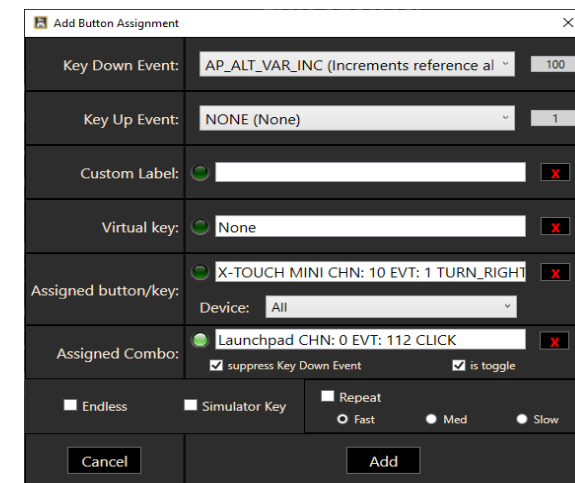 Add Button Assignment
Key Down Event: AP_ALT_VAR_INC (Increments reference al 100
Key Up Event: NONE (None) 1
Custom Label: x
Virtual key: None x
Assigned button/key: X-TOUCH MINI CHN: 10 EVT: 1 TURN_RIGHT x
Device: All
Assigned Combo: Launchpad CHN: 0 EVT: 112 CLICK x
suppress Key Down Event is toggle
Endless Simulator Key Repeat
Fast Med Slow
Cancel Add